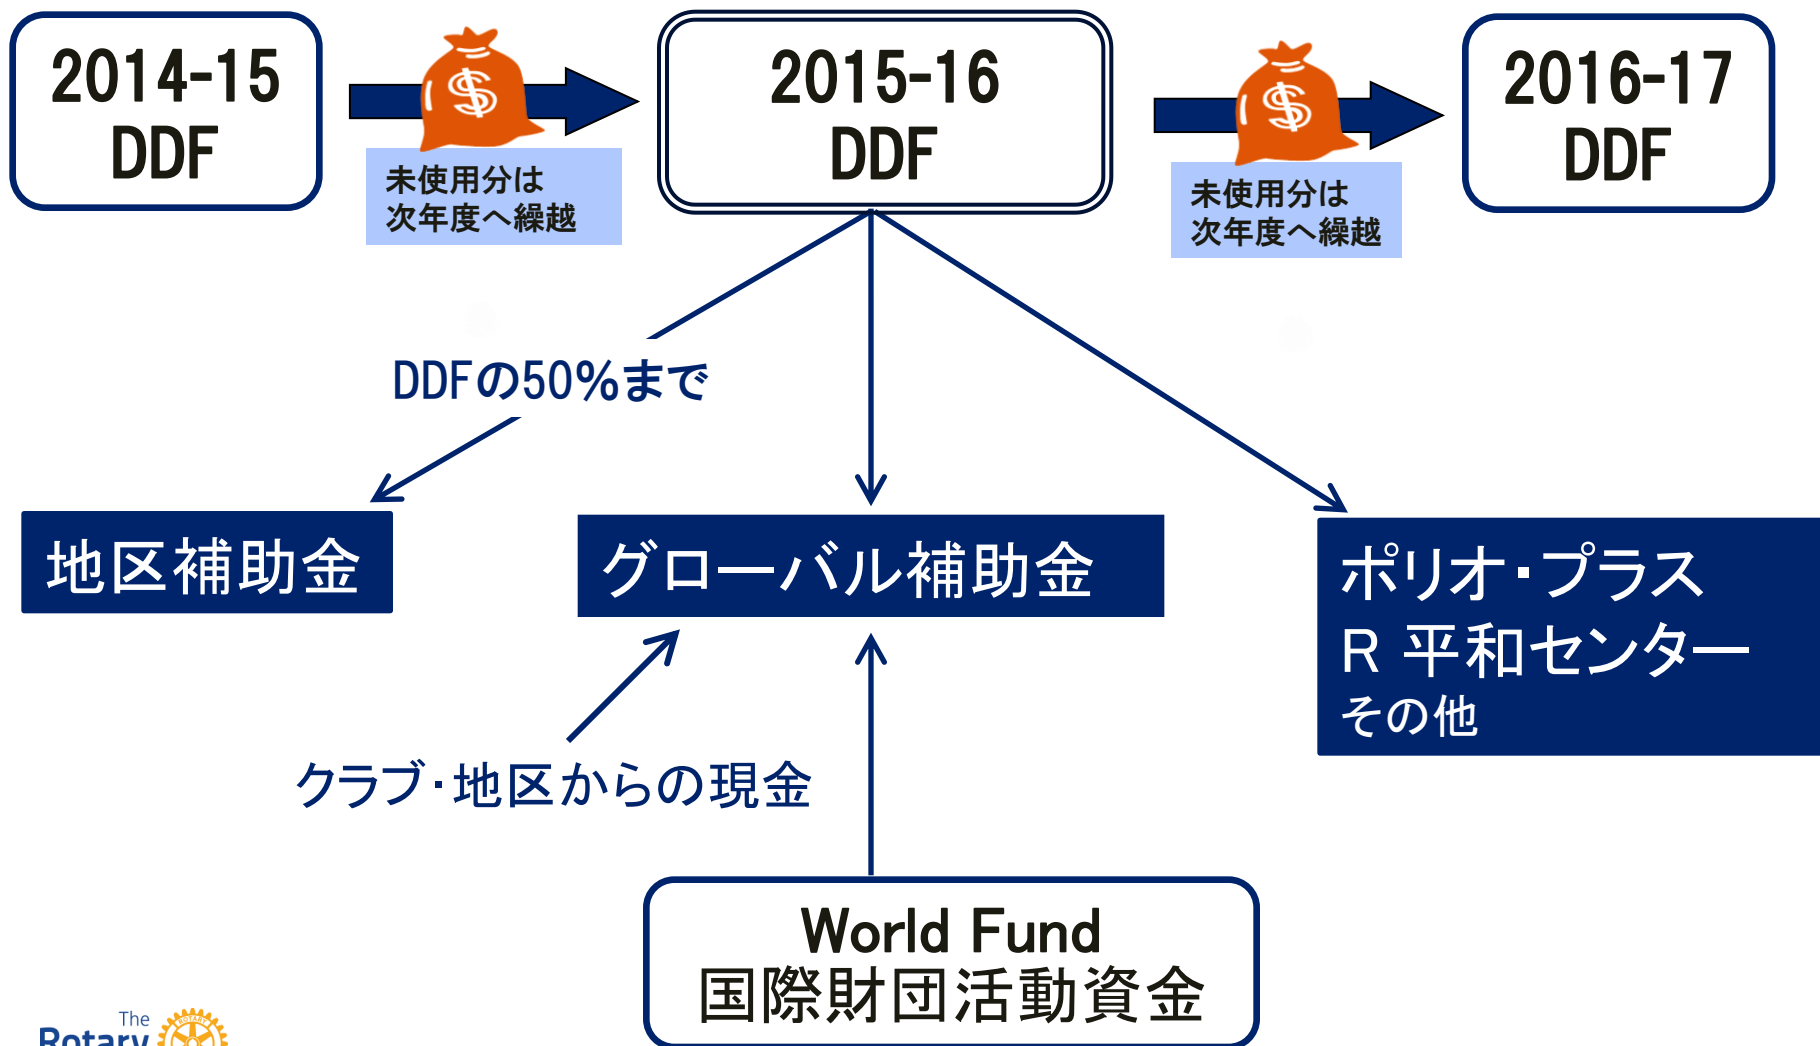 2014-15
DDF
未使用分は
次年度へ繰越
2015-16
DDF
未使用分は
次年度へ繰越
2016-17
DDF
DDFの50%まで
地区補助金
グローバル補助金
ポリオ・プラス
R 平和センター
その他
クラブ・地区からの現金
World Fund
国際財団活動資金
The
Rotary